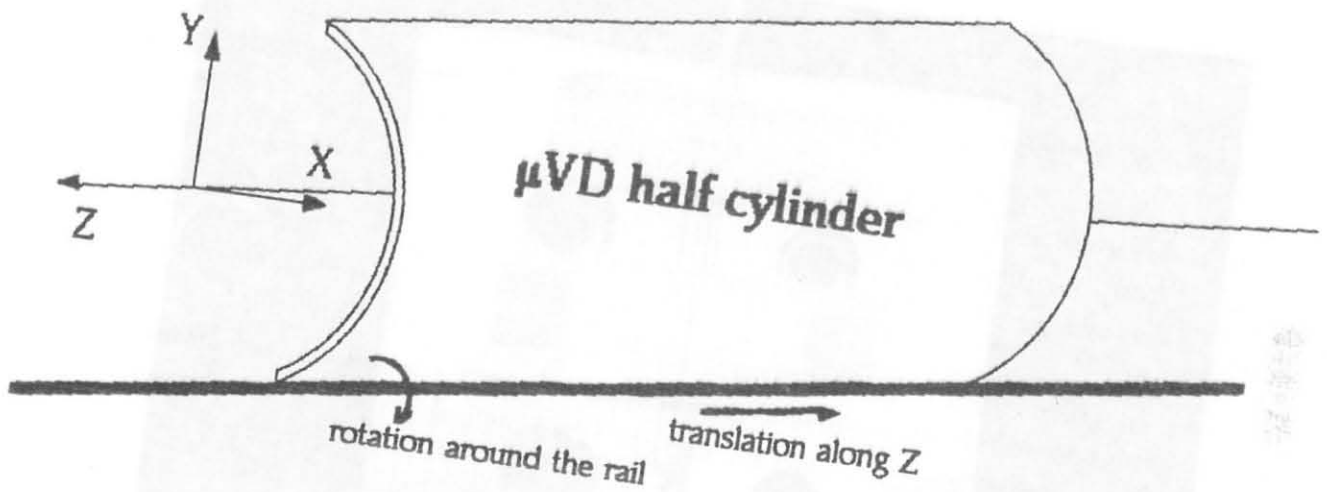 Y
X
Z
μVD half cylinder
rotation around the rail
translation along Z